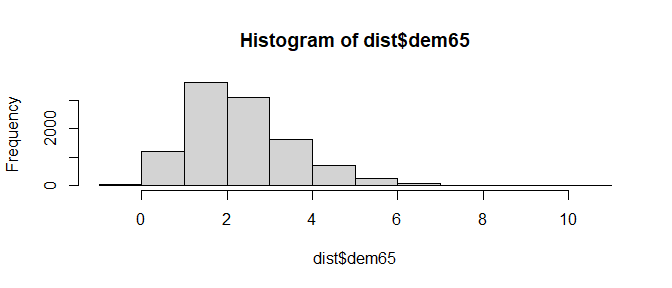 Histogram of dist$dem65
Frequency
0 2000
0 2 4 6 8 10
dist$dem65